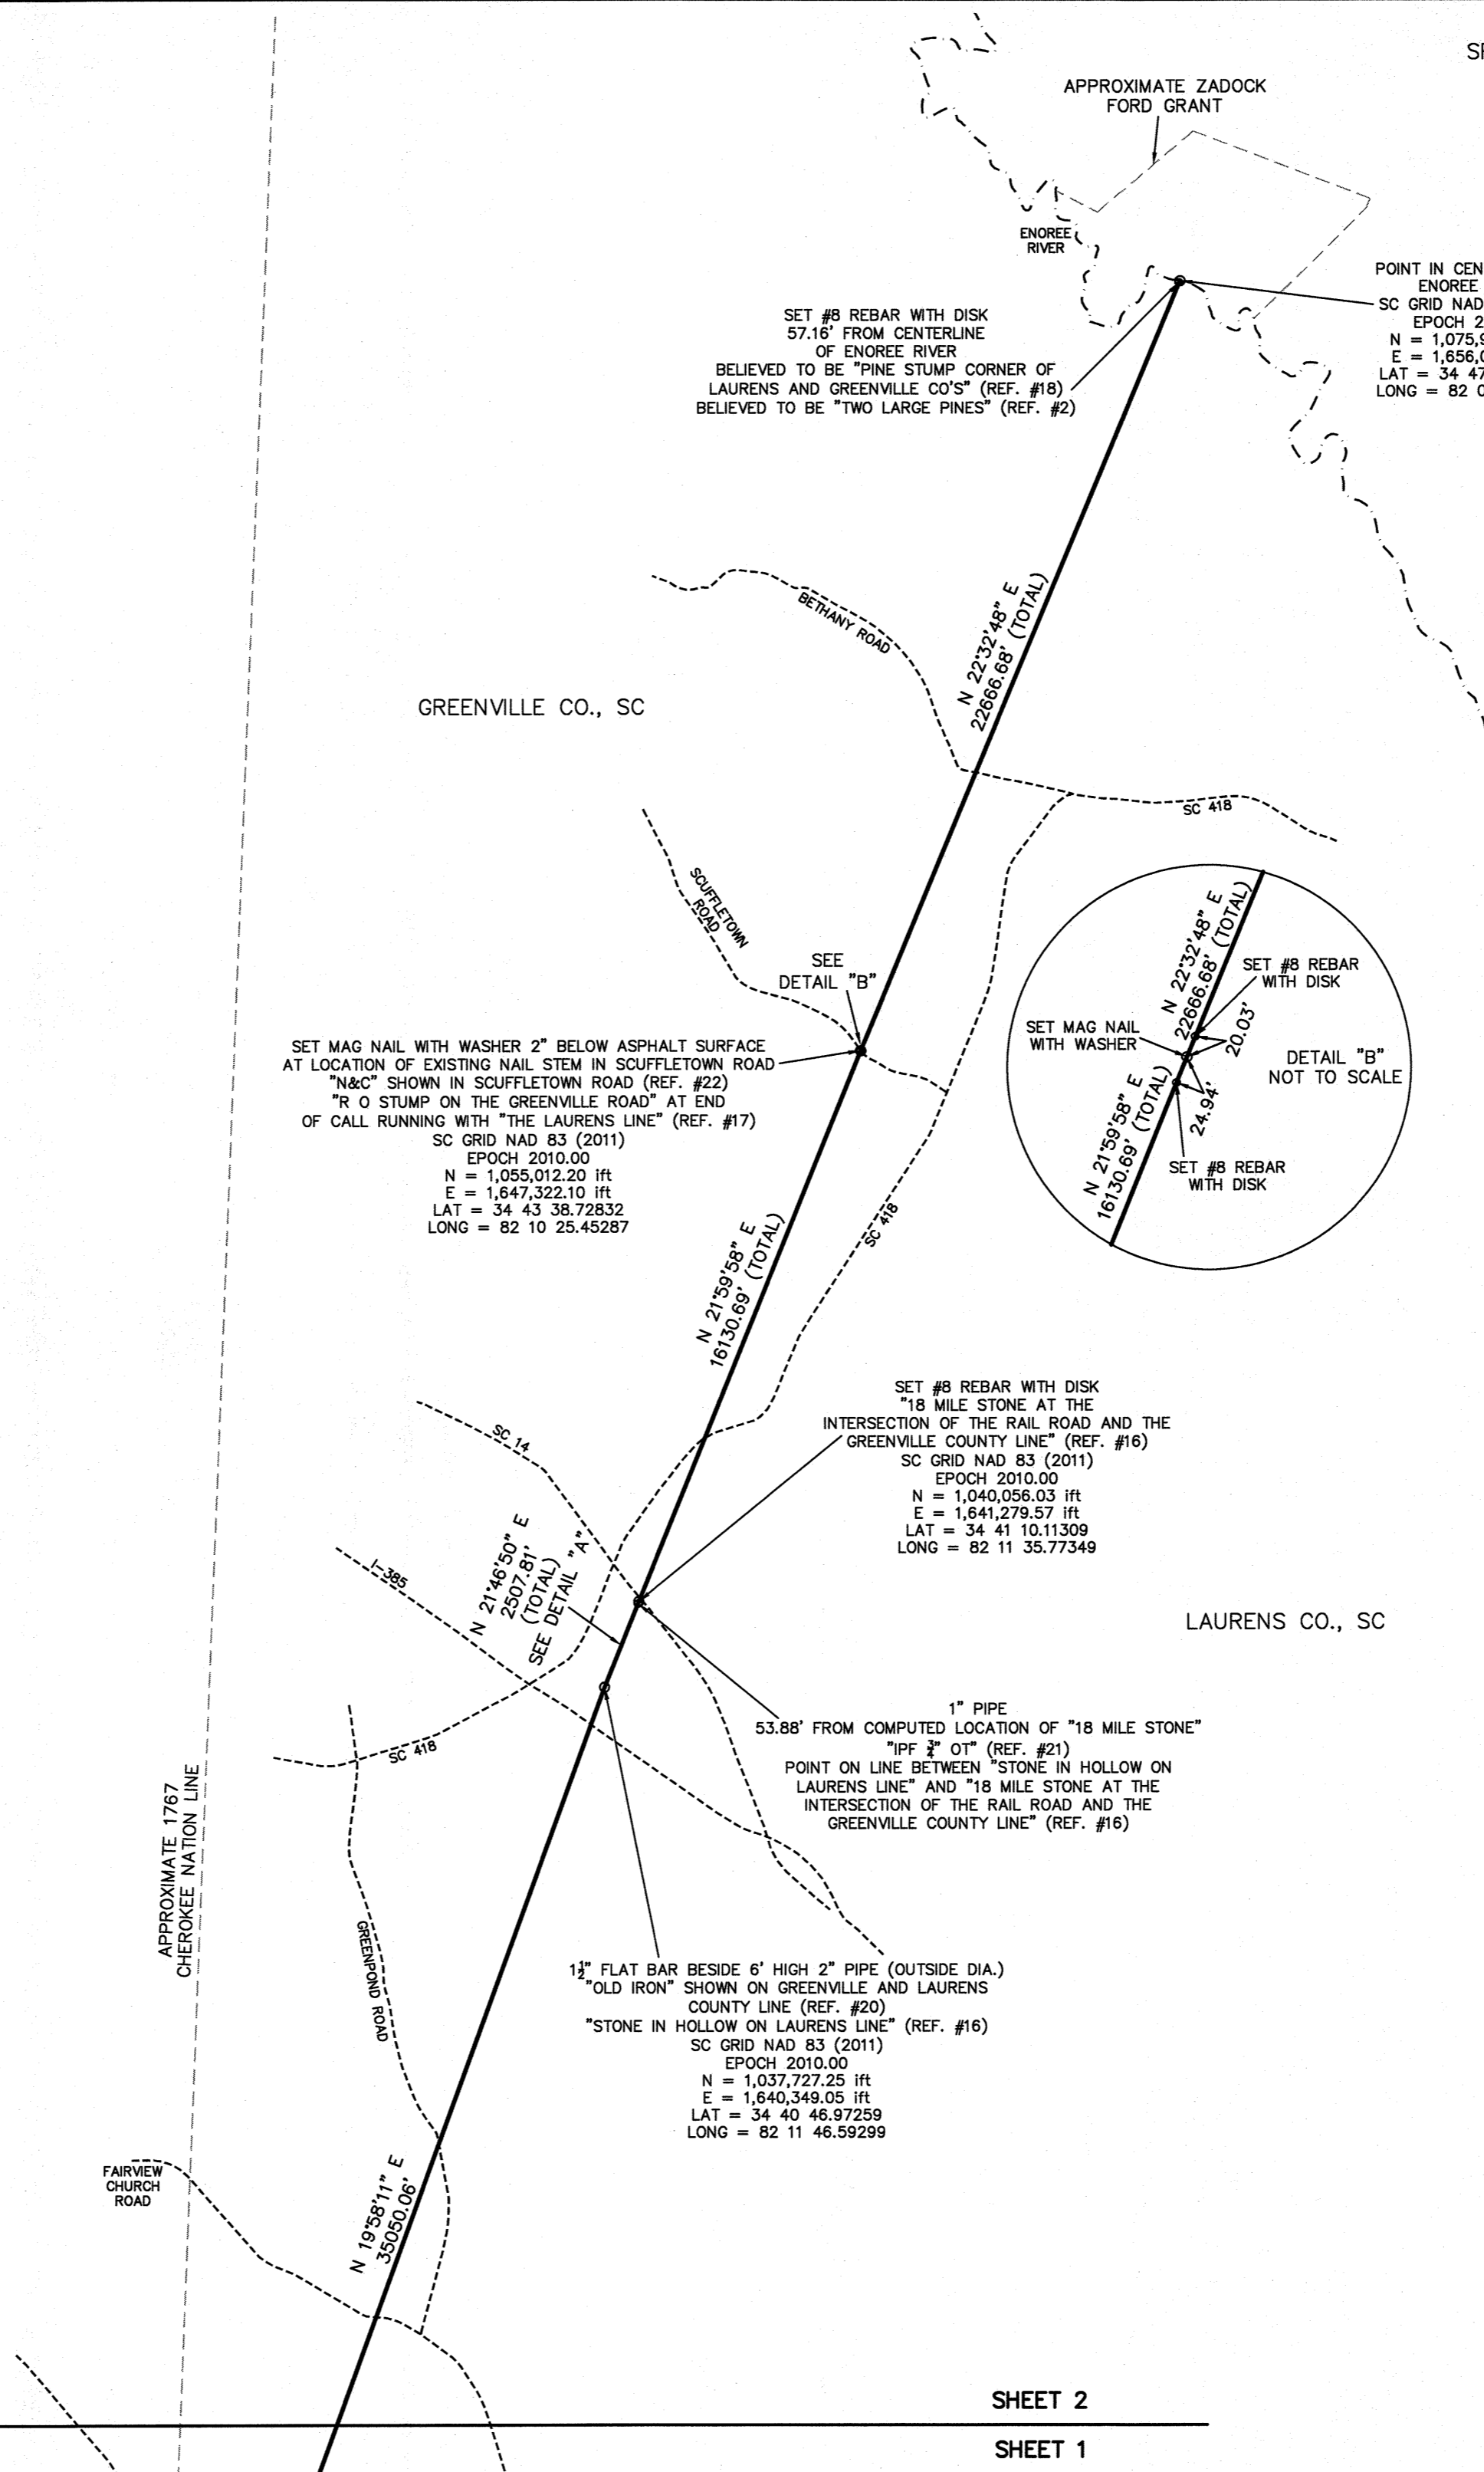 SP
APPROXIMATE ZADOCK
FORD GRANT
ENOREE
RIVER
POINT IN CEN
ENOREE
SC GRID NAD
EPOCH 2
N = 1,075,9
E = 1,656,0
LAT = 34 47
LONG = 82 0
SET #8 REBAR WITH DISK
57.16' FROM CENTERLINE
OF ENOREE RIVER
BELIEVED TO BE "PINE STUMP CORNER OF
LAURENS AND GREENVILLE CO'S" (REF. #18)
BELIEVED TO BE "TWO LARGE PINES" (REF. #2)
BETHANY ROAD
N 22°32'48" E
22666.68' (TOTAL)
GREENVILLE CO., SC
SC 418
SCUFFLETOWN
ROAD
SEE
DETAIL "B"
N 22°32'48" E
22666.68' (TOTAL)
SET #8 REBAR
WITH DISK
SET MAG NAIL
WITH WASHER
20.03'
DETAIL "B"
NOT TO SCALE
24.94'
N 21°59'58" E
16130.69' (TOTAL)
SET #8 REBAR
WITH DISK
SET MAG NAIL WITH WASHER 2" BELOW ASPHALT SURFACE
AT LOCATION OF EXISTING NAIL STEM IN SCUFFLETOWN ROAD
"N&C" SHOWN IN SCUFFLETOWN ROAD (REF. #22)
"R O STUMP ON THE GREENVILLE ROAD" AT END
OF CALL RUNNING WITH "THE LAURENS LINE" (REF. #17)
SC GRID NAD 83 (2011)
EPOCH 2010.00
N = 1,055,012.20 ift
E = 1,647,322.10 ift
LAT = 34 43 38.72832
LONG = 82 10 25.45287
SC 418
N 21°59'58" E
16130.69' (TOTAL)
SET #8 REBAR WITH DISK
"18 MILE STONE AT THE
INTERSECTION OF THE RAIL ROAD AND THE
GREENVILLE COUNTY LINE" (REF. #16)
SC GRID NAD 83 (2011)
EPOCH 2010.00
N = 1,040,056.03 ift
E = 1,641,279.57 ift
LAT = 34 41 10.11309
LONG = 82 11 35.77349
SC 14
I-385
N 21°46'50" E
2507.81'
(TOTAL)
SEE DETAIL "A"
LAURENS CO., SC
1" PIPE
53.88' FROM COMPUTED LOCATION OF "18 MILE STONE"
"IPF ¾" OT" (REF. #21)
POINT ON LINE BETWEEN "STONE IN HOLLOW ON
LAURENS LINE" AND "18 MILE STONE AT THE
INTERSECTION OF THE RAIL ROAD AND THE
GREENVILLE COUNTY LINE" (REF. #16)
SC 418
APPROXIMATE 1767
CHEROKEE NATION LINE
GREENPOND ROAD
1½" FLAT BAR BESIDE 6' HIGH 2" PIPE (OUTSIDE DIA.)
"OLD IRON" SHOWN ON GREENVILLE AND LAURENS
COUNTY LINE (REF. #20)
"STONE IN HOLLOW ON LAURENS LINE" (REF. #16)
SC GRID NAD 83 (2011)
EPOCH 2010.00
N = 1,037,727.25 ift
E = 1,640,349.05 ift
LAT = 34 40 46.97259
LONG = 82 11 46.59299
FAIRVIEW
CHURCH
ROAD
N 19°58'11" E
35050.06'
SHEET 2
SHEET 1